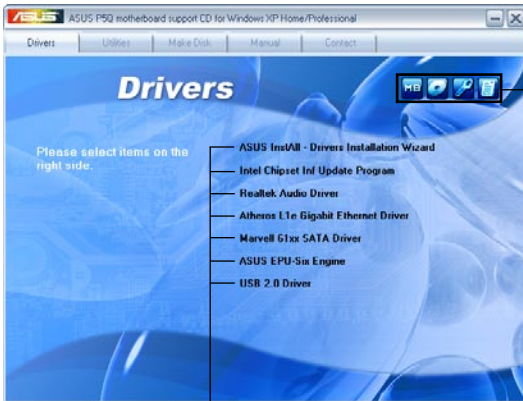 ASUS ASUS P5Q motherboard support CD for Windows XP Home/Professional
Drivers Utilities Make Disk Manual Contact
Drivers
MB
Please select items on the
right side.
ASUS InstAll - Drivers Installation Wizard
Intel Chipset Inf Update Program
Realtek Audio Driver
Atheros L1e Gigabit Ethernet Driver
Marvell 61xx SATA Driver
ASUS EPU-Six Engine
USB 2.0 Driver